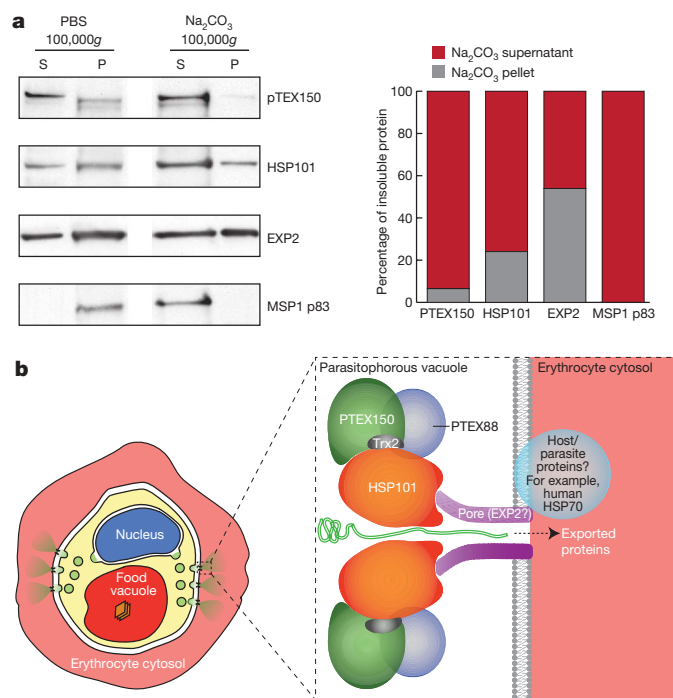 a
PBS
100,000g
Na₂CO₃
100,000g
S P S P
pTEX150
HSP101
EXP2
MSP1 p83
Na₂CO₃ supernatant
Na₂CO₃ pellet
Percentage of insoluble protein
100
80
60
40
20
0
PTEX150 HSP101 EXP2 MSP1 p83
b
Nucleus
Food
vacuole
Erythrocyte cytosol
Parasitophorous vacuole
Erythrocyte cytosol
PTEX150
PTEX88
Trx2
HSP101
Pore (EXP2?)
Host/
parasite
proteins?
For example,
human
HSP70
Exported
proteins